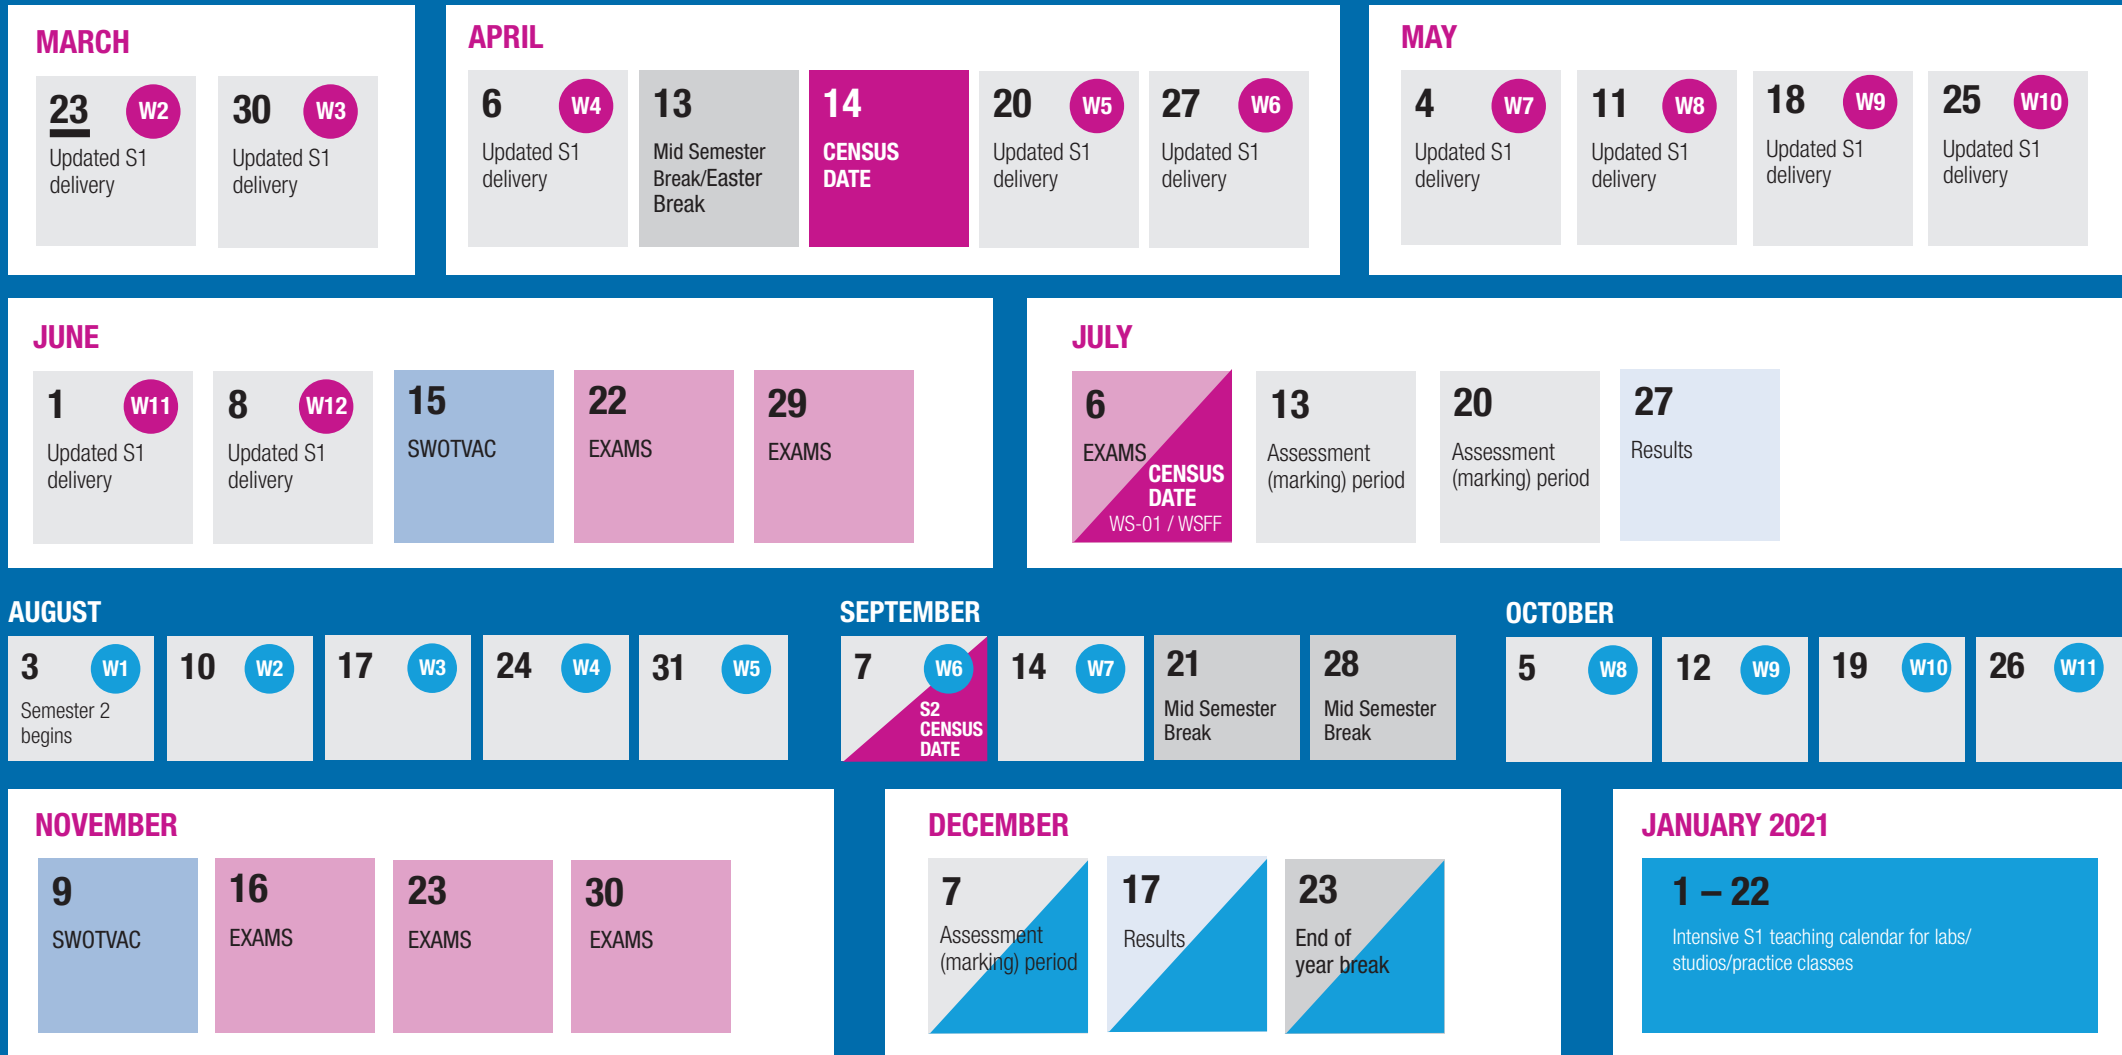 MARCH
23 W2
Updated S1
delivery
30 W3
Updated S1
delivery
APRIL
6 W4
Updated S1
delivery
13
Mid Semester
Break/Easter
Break
14
CENSUS
DATE
20 W5
Updated S1
delivery
27 W6
Updated S1
delivery
MAY
4 W7
Updated S1
delivery
11 W8
Updated S1
delivery
18 W9
Updated S1
delivery
25 W10
Updated S1
delivery
JUNE
1 W11
Updated S1
delivery
8 W12
Updated S1
delivery
15
SWOTVAC
22
EXAMS
29
EXAMS
JULY
6
EXAMS
CENSUS
DATE
WS-01 / WSFF
13
Assessment
(marking) period
20
Assessment
(marking) period
27
Results
AUGUST
3 W1
Semester 2
begins
10 W2
17 W3
24 W4
31 W5
SEPTEMBER
7 W6
S2
CENSUS
DATE
14 W7
21
Mid Semester
Break
28
Mid Semester
Break
OCTOBER
5 W8
12 W9
19 W10
26 W11
NOVEMBER
9
SWOTVAC
16
EXAMS
23
EXAMS
30
EXAMS
DECEMBER
7
Assessment
(marking) period
17
Results
23
End of
year break
JANUARY 2021
1 – 22
Intensive S1 teaching calendar for labs/
studios/practice classes